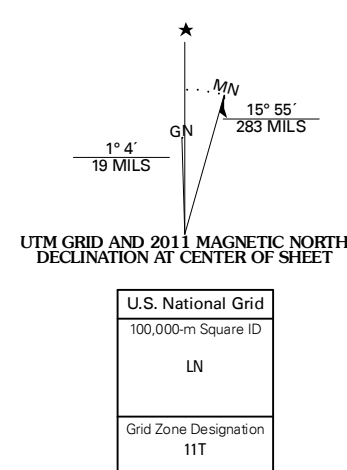 ★
MN
GN
15° 55´
283 MILS
1° 4´
19 MILS
UTM GRID AND 2011 MAGNETIC NORTH
DECLINATION AT CENTER OF SHEET
U.S. National Grid
100,000-m Square ID
LN
Grid Zone Designation
11T